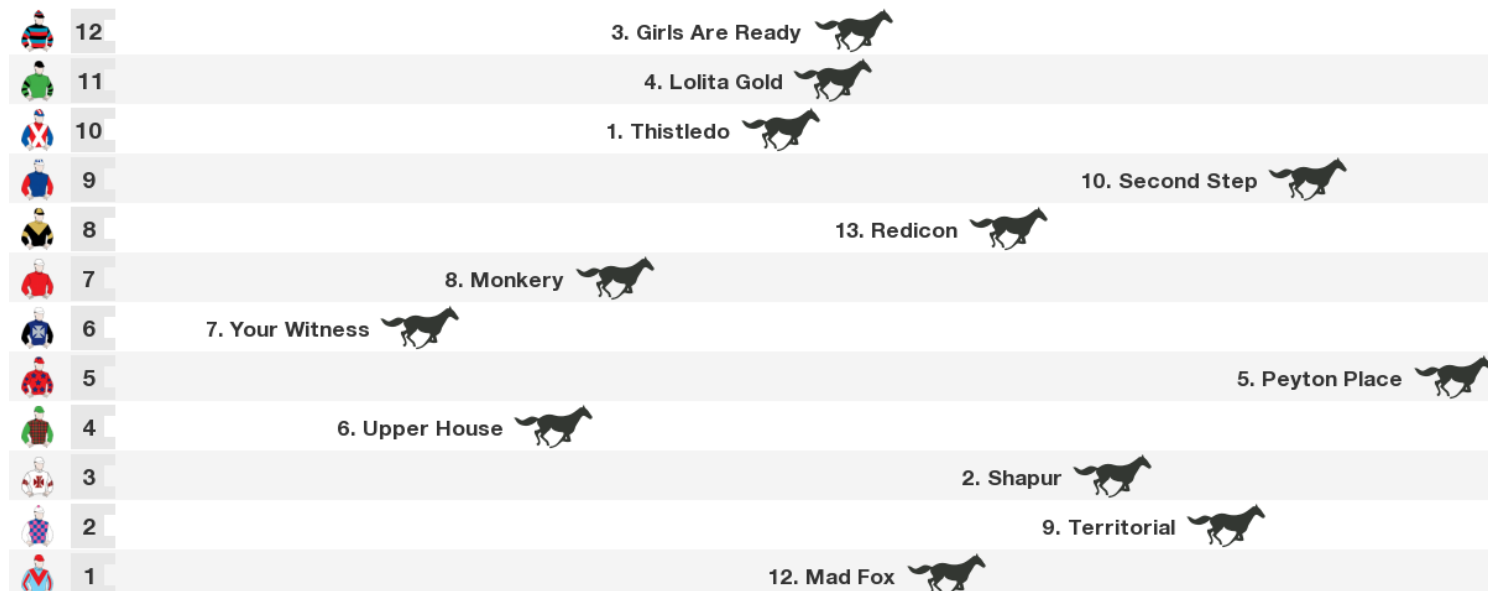 12 3. Girls Are Ready
11 4. Lolita Gold
10 1. Thistledo
9 10. Second Step
8 13. Redicon
7 8. Monkery
6 7. Your Witness
5 5. Peyton Place
4 6. Upper House
3 2. Shapur
2 9. Territorial
1 12. Mad Fox